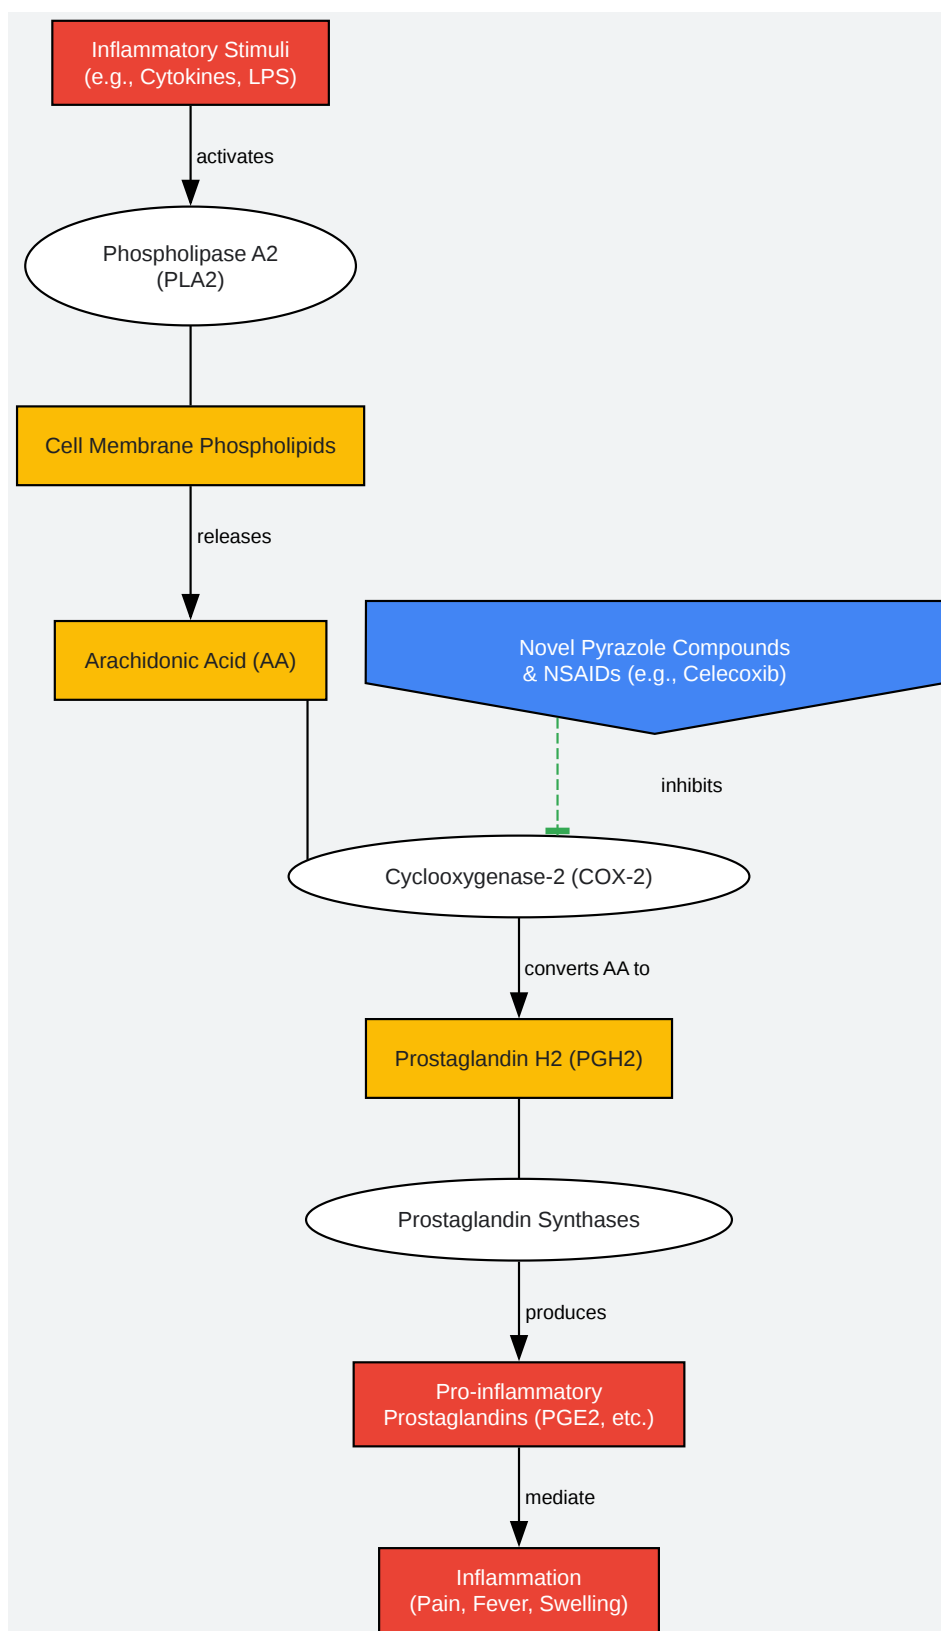 Inflammatory Stimuli
(e.g., Cytokines, LPS)
activates
Phospholipase A2
(PLA2)
Cell Membrane Phospholipids
releases
Arachidonic Acid (AA)
Novel Pyrazole Compounds
& NSAIDs (e.g., Celecoxib)
inhibits
Cyclooxygenase-2 (COX-2)
converts AA to
Prostaglandin H2 (PGH2)
Prostaglandin Synthases
produces
Pro-inflammatory
Prostaglandins (PGE2, etc.)
mediate
Inflammation
(Pain, Fever, Swelling)